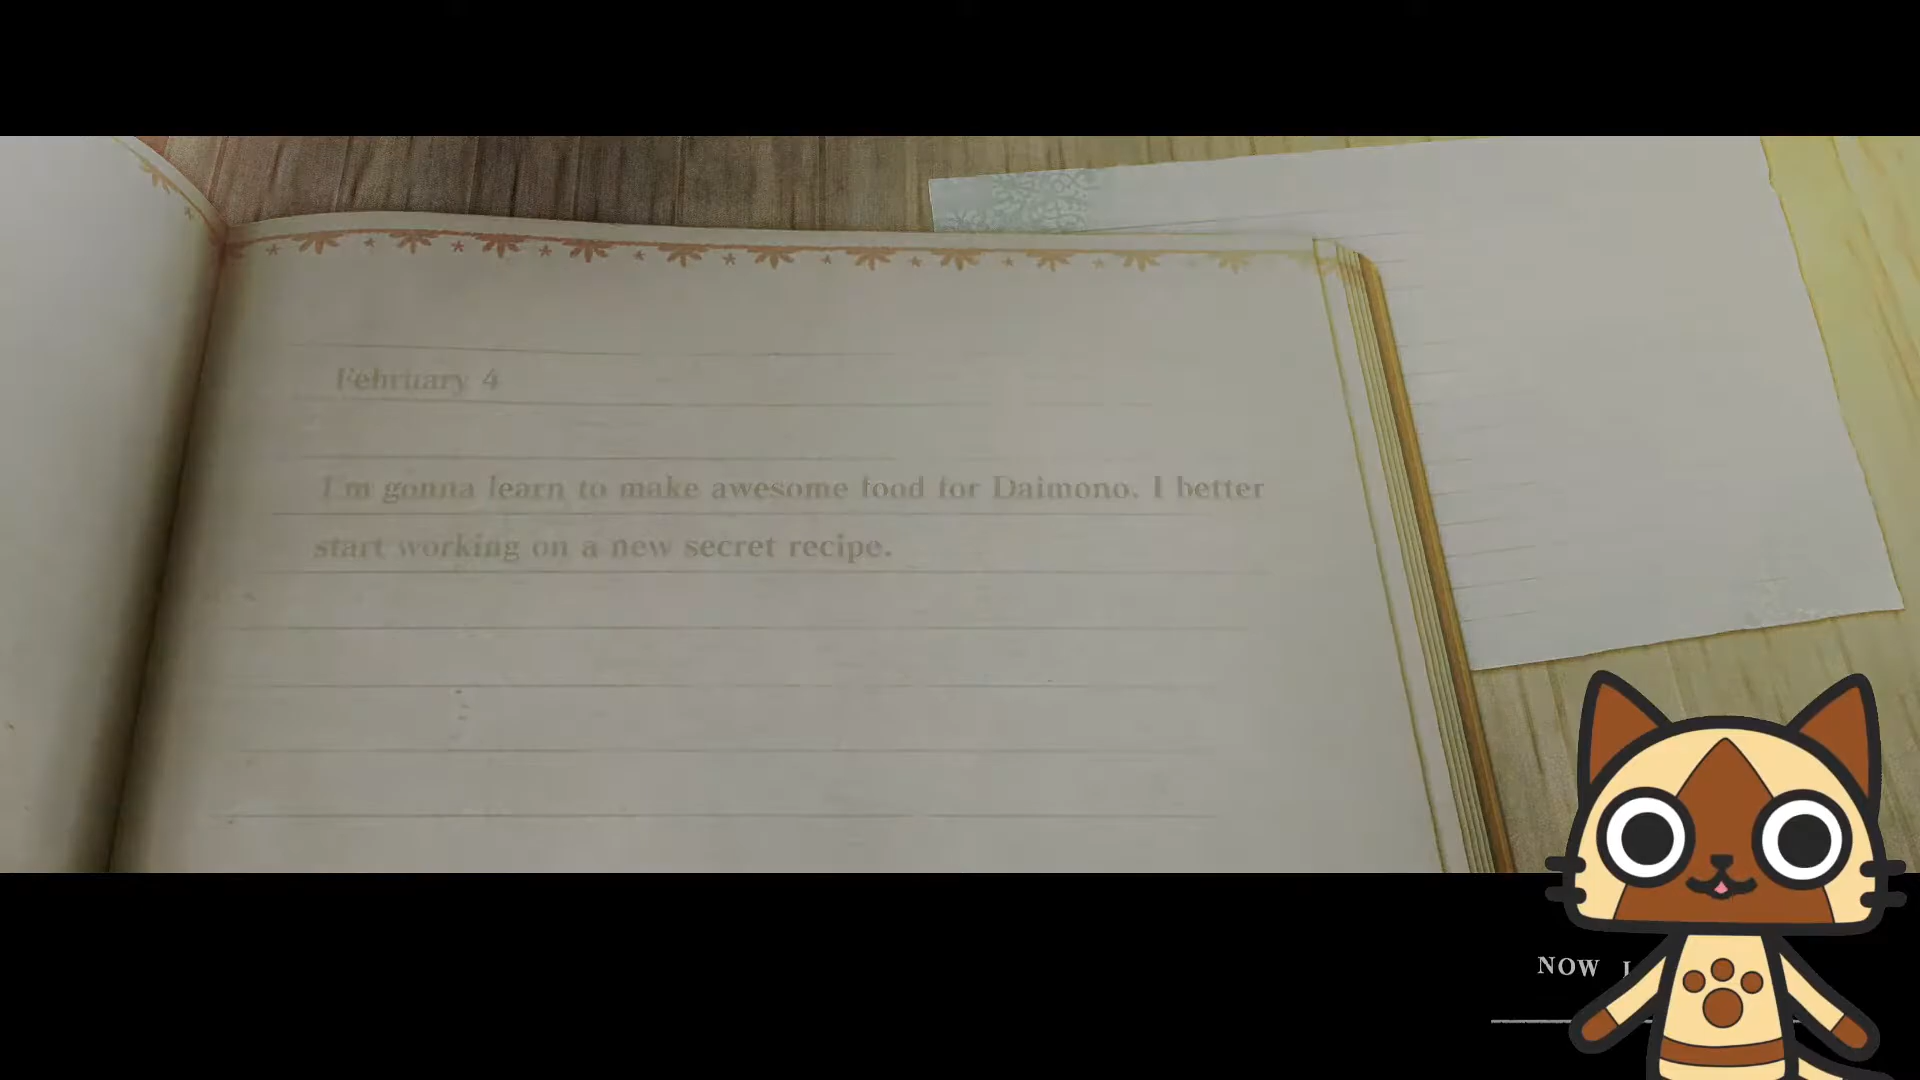 February 4
I'm gonna learn to make awesome food for Daimono. I better
start working on a new secret recipe.
NOW